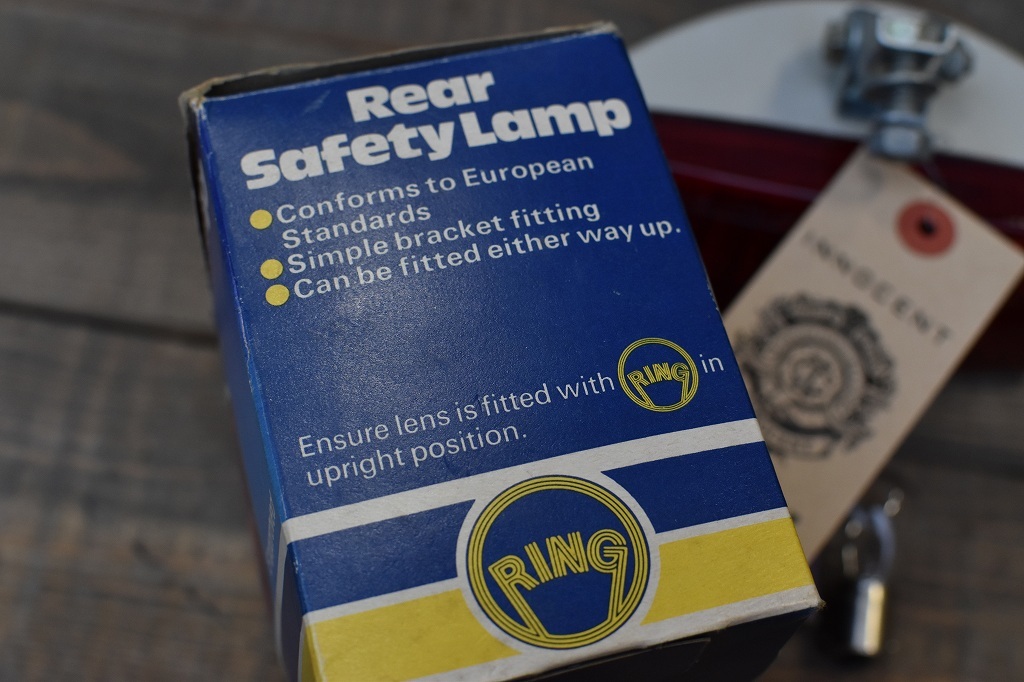 Rear
Safety Lamp
Conforms to European
Standards
Simple bracket fitting
Can be fitted either way up.
Ensure lens is fitted with RING in
upright position.
RING
INNOCENT